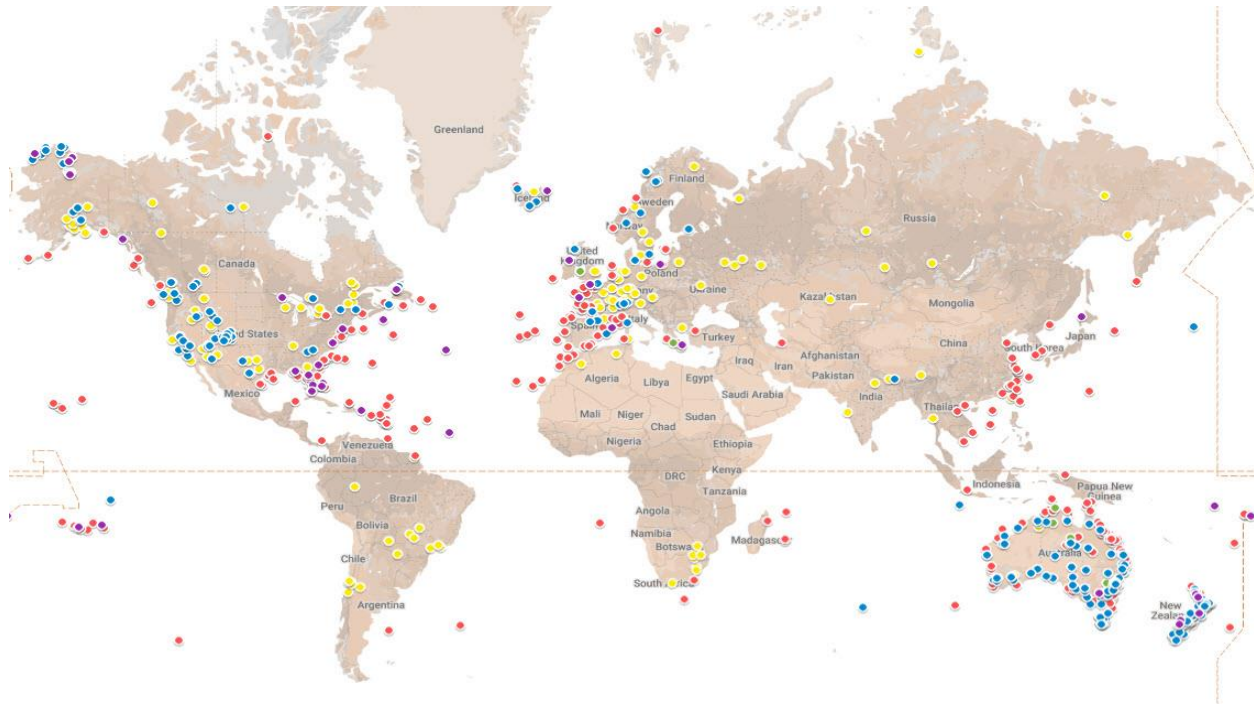 Greenland
Iceland
Finland
Sweden
Norway
Russia
United
Kingdom
Canada
Poland
Ukraine
Kazakhstan
Mongolia
United States
Spain
Italy
Turkey
Japan
South Korea
China
Iraq
Iran
Afghanistan
Pakistan
Mexico
Algeria
Libya
Egypt
Saudi Arabia
India
Mali
Niger
Chad
Sudan
Thailand
Venezuela
Nigeria
Ethiopia
Colombia
DRC
Kenya
Indonesia
Tanzania
Peru
Brazil
Papua New
Guinea
Angola
Bolivia
Namibia
Botswana
Madagascar
Australia
Chile
South Africa
Argentina
New
Zealand